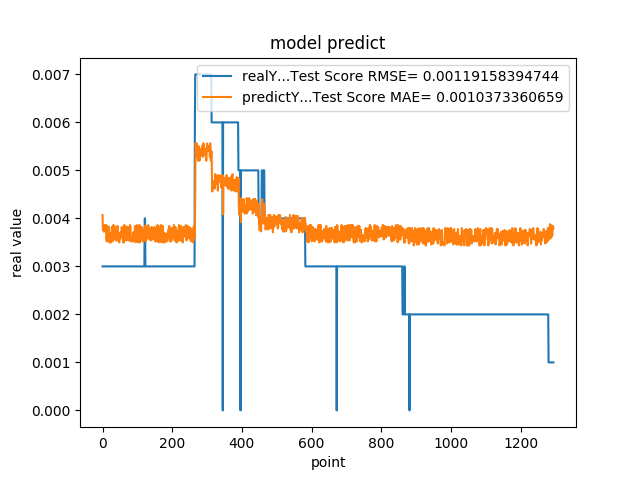 model predict
realY...Test Score RMSE= 0.00119158394744
predictY...Test Score MAE= 0.0010373360659
0.007
0.006
0.005
0.004
0.003
0.002
0.001
0.000
real value
0 200 400 600 800 1000 1200
point